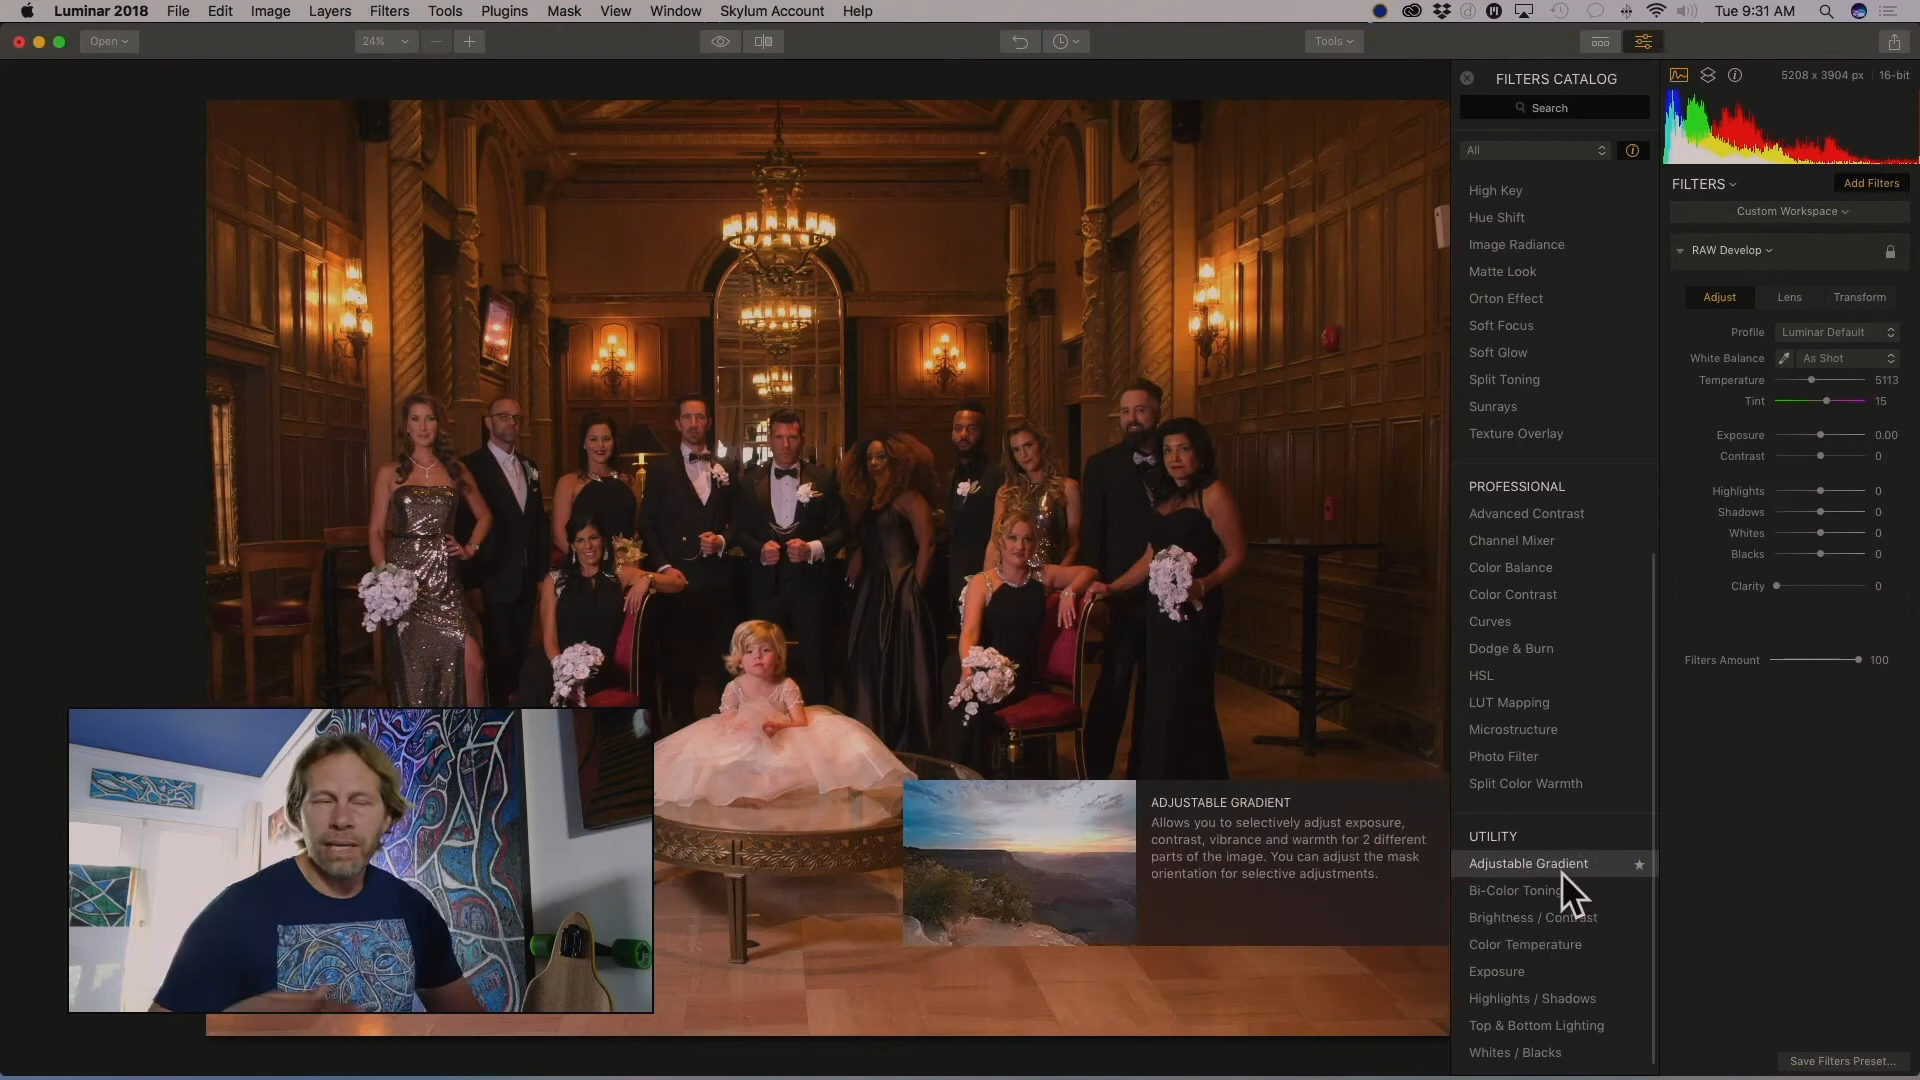 Luminar 2018 File Edit Image Layers Filters Tools Plugins Mask View Window Skylum Account Help
Tue 9:31 AM
Open
24%
Tools
FILTERS CATALOG
Search
All
High Key
Hue Shift
Image Radiance
Matte Look
Orton Effect
Soft Focus
Soft Glow
Split Toning
Sunrays
Texture Overlay
PROFESSIONAL
Advanced Contrast
Channel Mixer
Color Balance
Color Contrast
Curves
Dodge & Burn
HSL
LUT Mapping
Microstructure
Photo Filter
Split Color Warmth
UTILITY
Adjustable Gradient
Bi-Color Toning
Brightness / Contrast
Color Temperature
Exposure
Highlights / Shadows
Top & Bottom Lighting
Whites / Blacks
ADJUSTABLE GRADIENT
Allows you to selectively adjust exposure,
contrast, vibrance and warmth for 2 different
parts of the image. You can adjust the mask
orientation for selective adjustments.
5208 x 3904 px 16-bit
FILTERS
Add Filters
Custom Workspace
RAW Develop
Adjust Lens Transform
Profile Luminar Default
White Balance As Shot
Temperature 5113
Tint 15
Exposure 0.00
Contrast 0
Highlights 0
Shadows 0
Whites 0
Blacks 0
Clarity 0
Filters Amount 100
Save Filters Preset...